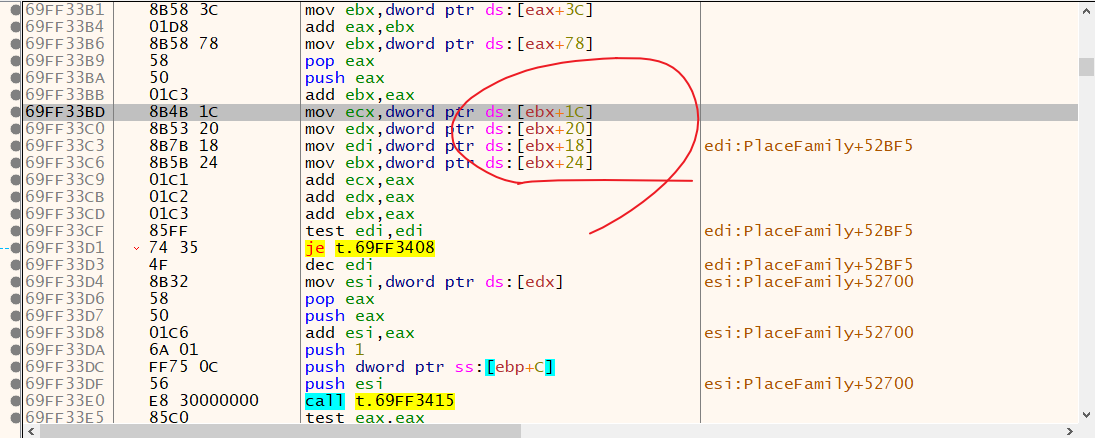 69FF33B1 8B58 3C mov ebx,dword ptr ds:[eax+3C]
69FF33B4 01D8 add eax,ebx
69FF33B6 8B58 78 mov ebx,dword ptr ds:[eax+78]
69FF33B9 58 pop eax
69FF33BA 50 push eax
69FF33BB 01C3 add ebx,eax
69FF33BD 8B4B 1C mov ecx,dword ptr ds:[ebx+1C]
69FF33C0 8B53 20 mov edx,dword ptr ds:[ebx+20]
69FF33C3 8B7B 18 mov edi,dword ptr ds:[ebx+18] edi:PlaceFamily+52BF5
69FF33C6 8B5B 24 mov ebx,dword ptr ds:[ebx+24]
69FF33C9 01C1 add ecx,eax
69FF33CB 01C2 add edx,eax
69FF33CD 01C3 add ebx,eax
69FF33CF 85FF test edi,edi edi:PlaceFamily+52BF5
69FF33D1 74 35 je t.69FF3408
69FF33D3 4F dec edi edi:PlaceFamily+52BF5
69FF33D4 8B32 mov esi,dword ptr ds:[edx] esi:PlaceFamily+52700
69FF33D6 58 pop eax
69FF33D7 50 push eax
69FF33D8 01C6 add esi,eax esi:PlaceFamily+52700
69FF33DA 6A 01 push 1
69FF33DC FF75 0C push dword ptr ss:[ebp+C]
69FF33DF 56 push esi esi:PlaceFamily+52700
69FF33E0 E8 30000000 call t.69FF3415
69FF33E5 85C0 test eax,eax